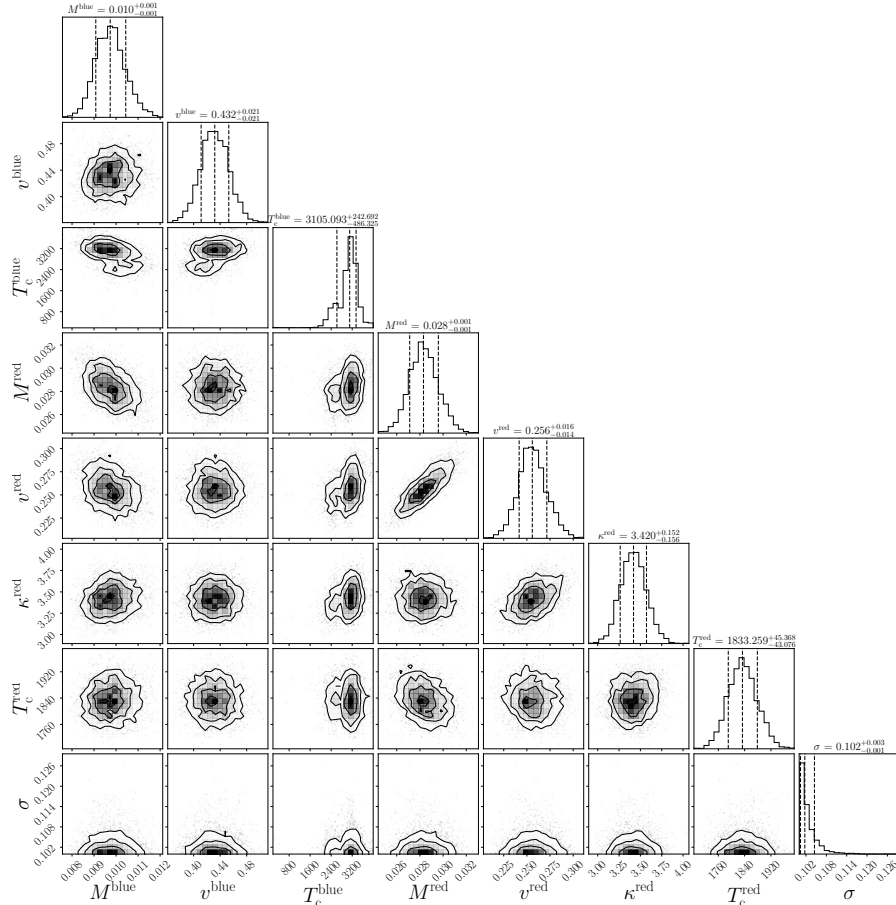 M^blue = 0.010^{+0.001}_{-0.001}
v^blue = 0.432^{+0.021}_{-0.021}
v^blue
0.48
0.44
0.40
T_c^blue = 3105.093^{+242.692}_{-486.325}
T_c^blue
3200
2400
1600
800
M^red = 0.028^{+0.001}_{-0.001}
M^red
0.032
0.030
0.028
0.026
v^red = 0.256^{+0.016}_{-0.014}
v^red
0.300
0.275
0.250
0.225
κ^red = 3.420^{+0.152}_{-0.156}
κ^red
4.00
3.75
3.50
3.25
3.00
T_c^red = 1833.259^{+45.368}_{-43.076}
T_c^red
1920
1840
1760
σ = 0.102^{+0.003}_{-0.001}
σ
0.126
0.120
0.114
0.108
0.102
0.008 0.009 0.010 0.011 0.012 0.40 0.44 0.48 800 1600 2400 3200 0.026 0.028 0.030 0.032 0.225 0.250 0.275 0.300 3.00 3.25 3.50 3.75 4.00 1760 1840 1920 0.102 0.108 0.114 0.120 0.126
M^blue v^blue T_c^blue M^red v^red κ^red T_c^red σ